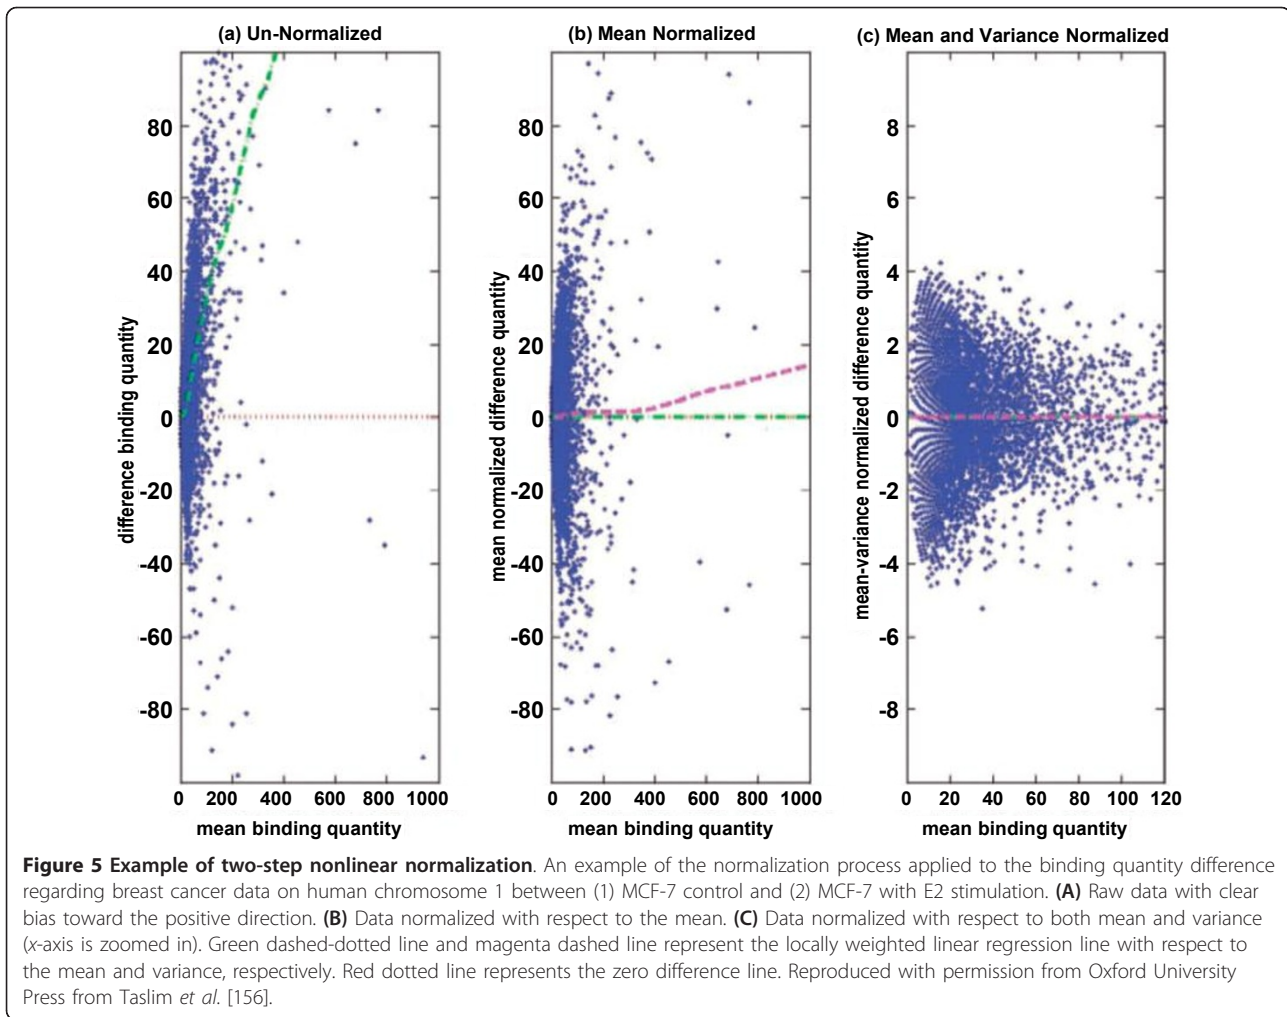 (a) Un-Normalized
(b) Mean Normalized
(c) Mean and Variance Normalized
difference binding quantity
80
60
40
20
0
-20
-40
-60
-80
0 200 400 600 800 1000
mean binding quantity
mean normalized difference quantity
80
60
40
20
0
-20
-40
-60
-80
0 200 400 600 800 1000
mean binding quantity
mean-variance normalized difference quantity
8
6
4
2
0
-2
-4
-6
-8
0 20 40 60 80 100 120
mean binding quantity
Figure 5 Example of two-step nonlinear normalization. An example of the normalization process applied to the binding quantity difference
regarding breast cancer data on human chromosome 1 between (1) MCF-7 control and (2) MCF-7 with E2 stimulation. (A) Raw data with clear
bias toward the positive direction. (B) Data normalized with respect to the mean. (C) Data normalized with respect to both mean and variance
(x-axis is zoomed in). Green dashed-dotted line and magenta dashed line represent the locally weighted linear regression line with respect to
the mean and variance, respectively. Red dotted line represents the zero difference line. Reproduced with permission from Oxford University
Press from Taslim et al. [156].